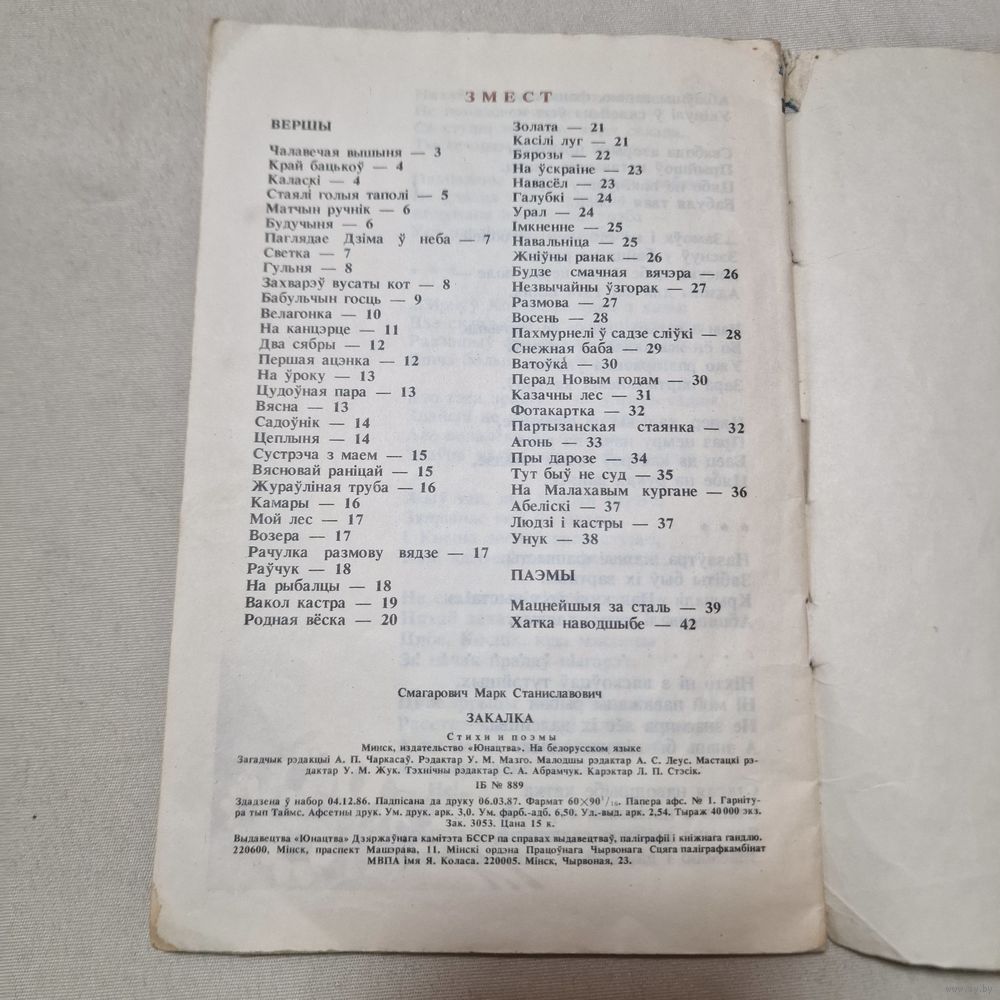 ЗМЕСТ
ВЕРШЫ
Чалавечая вышыня — 3
Край бацькоў — 4
Каласкі — 4
Стаялі голыя таполі — 5
Матчын ручнік — 6
Будучыня — 6
Паглядае Дзіма ў неба — 7
Светка — 7
Гульня — 8
Захварэў вусаты кот — 8
Бабульчын госць — 9
Велагонка — 10
На канцэрце — 11
Два сябры — 12
Першая ацэнка — 12
На ўроку — 13
Цудоўная пара — 13
Вясна — 13
Садоўнік — 14
Цеплыня — 14
Сустрэча з маем — 15
Вясновай раніцай — 15
Жураўліная труба — 16
Камары — 16
Мой лес — 17
Возера — 17
Рачулка размову вядзе — 17
Раўчук — 18
На рыбалцы — 18
Вакол кастра — 19
Родная вёска — 20
Золата — 21
Касілі луг — 21
Бярозы — 22
На ўскраіне — 23
Навасёл — 23
Галубкі — 24
Урал — 24
Імкненне — 25
Навальніца — 25
Жніўны ранак — 26
Будзе смачная вячэра — 26
Незвычайны ўзгорак — 27
Размова — 27
Восень — 28
Пахмурнелі ў садзе сліўкі — 28
Снежная баба — 29
Ватоўка — 30
Перад Новым годам — 30
Казачны лес — 31
Фотакартка — 32
Партызанская стаянка — 32
Агонь — 33
Пры дарозе — 34
Тут быў не суд — 35
На Малахавым кургане — 36
Абеліскі — 37
Людзі і кастры — 37
Унук — 38
ПАЭМЫ
Мацнейшыя за сталь — 39
Хатка наводшыбе — 42
Смагарович Марк Станиславович
ЗАКАЛКА
Стихи и поэмы
Минск, издательство «Юнацтва». На белорусском языке
Загадчык рэдакцыі А. П. Чаркасаў. Рэдактар У. М. Мазго. Малодшы рэдактар А. С. Леус. Мастацкі рэ-
дактар У. М. Жук. Тэхнічны рэдактар С. А. Абрамчук. Карэктар Л. П. Стэсік.
ІБ № 889
Здадзена ў набор 04.12.86. Падпісана да друку 06.03.87. Фармат 60×90¹/₁₆. Папера афс. № 1. Гарніту-
ра тып Таймс. Афсетны друк. Ум. друк. арк. 3,0. Ум. фарб.-адб. 6,50. Ул.-выд. арк. 2,54. Тыраж 40 000 экз.
Зак. 3053. Цана 15 к.
Выдавецтва «Юнацтва» Дзяржаўнага камітэта БССР па справах выдавецтваў, паліграфіі і кніжнага гандлю.
220600, Мінск, праспект Машэрава, 11. Мінскі ордэна Працоўнага Чырвонага Сцяга паліграфкамбінат
МВПА імя Я. Коласа. 220005. Мінск, Чырвоная, 23.